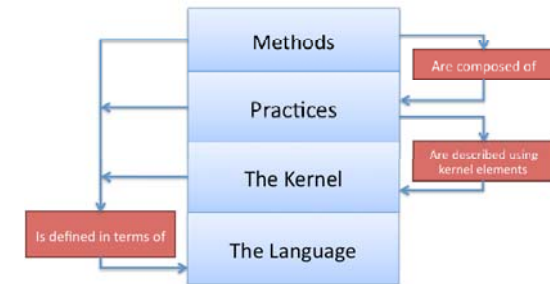 Methods
Are composed of
Practices
Are described using
kernel elements
The Kernel
Is defined in terms of
The Language